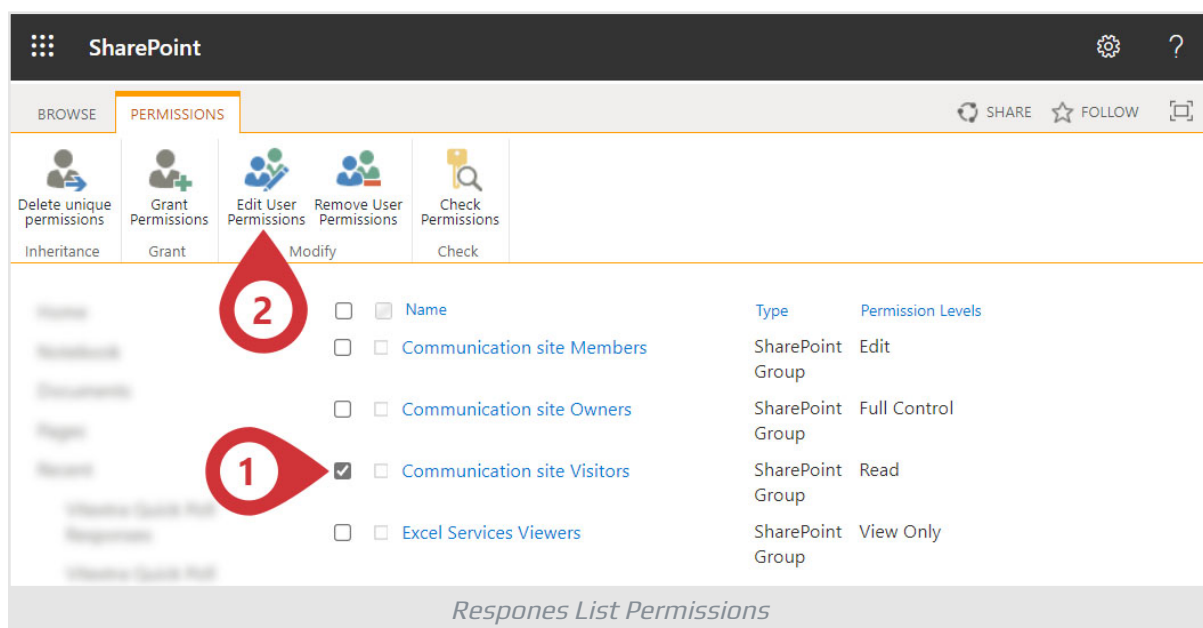 SharePoint
?
BROWSE
PERMISSIONS
SHARE
FOLLOW
Delete unique
permissions
Grant
Permissions
Edit User
Permissions
Remove User
Permissions
Check
Permissions
Inheritance
Grant
Modify
Check
2
Name
Type
Permission Levels
Communication site Members
SharePoint
Group
Edit
Communication site Owners
SharePoint
Group
Full Control
1
Communication site Visitors
SharePoint
Group
Read
Excel Services Viewers
SharePoint
Group
View Only
Respones List Permissions